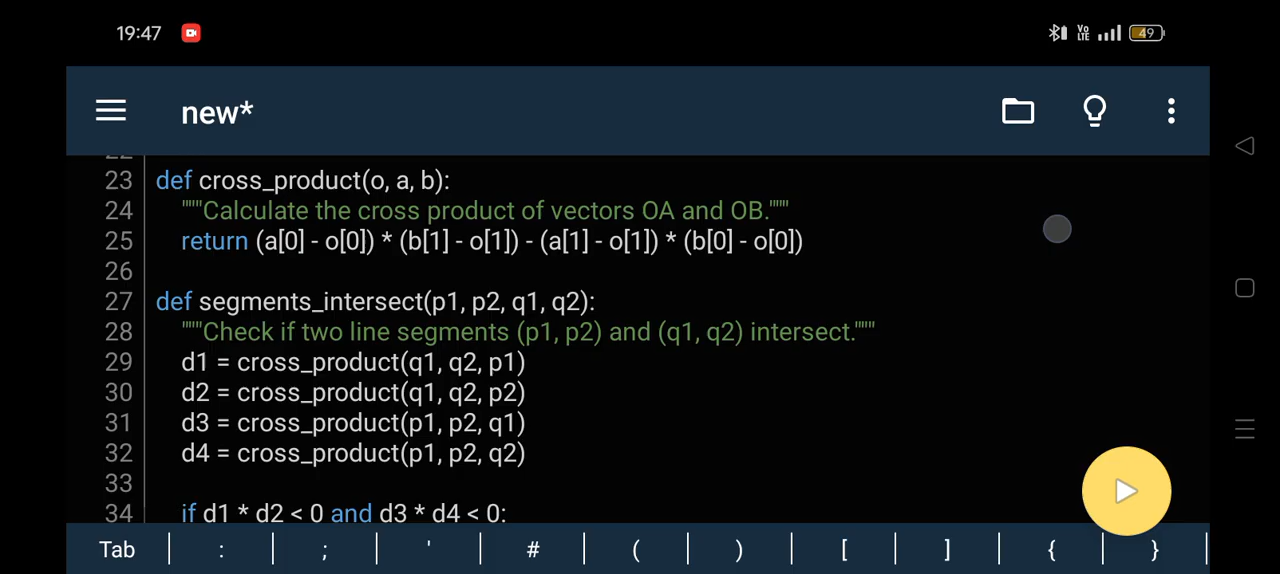 19:47
Vo LTE 49
new*
23 def cross_product(o, a, b):
24 """Calculate the cross product of vectors OA and OB."""
25 return (a[0] - o[0]) * (b[1] - o[1]) - (a[1] - o[1]) * (b[0] - o[0])
26
27 def segments_intersect(p1, p2, q1, q2):
28 """Check if two line segments (p1, p2) and (q1, q2) intersect."""
29 d1 = cross_product(q1, q2, p1)
30 d2 = cross_product(q1, q2, p2)
31 d3 = cross_product(p1, p2, q1)
32 d4 = cross_product(p1, p2, q2)
33
34 if d1 * d2 < 0 and d3 * d4 < 0:
Tab : ; ' # ( ) [ ] { }